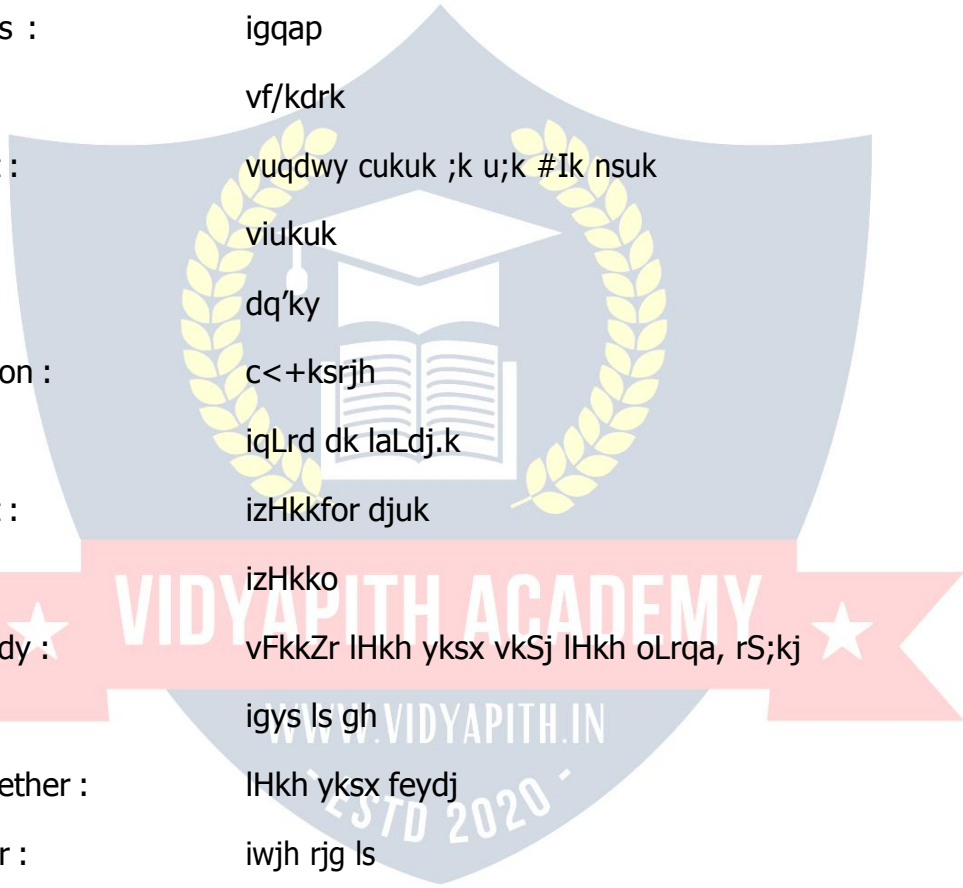 s : igqap
vf/kdrk
: vuqdwy cukuk ;k u;k #Ik nsuk
viukuk
dq’ky
on : c<+ksrjh
iqLrd dk laLdj.k
: izHkkfor djuk
izHkko
VIDYAPITH ACADEMY
dy : vFkkZr lHkh yksx vkSj lHkh oLrqa, rS;kj
igys ls gh
WWW.VIDYAPITH.IN
ether : lHkh yksx feydj
ESTD 2020
r : iwjh rjg ls